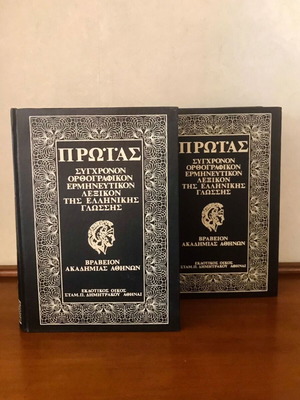 ΠΡΩΤΑΣ
ΣΥΓΧΡΟΝΟΝ
ΟΡΘΟΓΡΑΦΙΚΟΝ
ΕΡΜΗΝΕΥΤΙΚΟΝ
ΛΕΞΙΚΟΝ
ΤΗΣ ΕΛΛΗΝΙΚΗΣ
ΓΛΩΣΣΗΣ
ΒΡΑΒΕΙΟΝ
ΑΚΑΔΗΜΙΑΣ ΑΘΗΝΩΝ
ΕΚΔΟΤΙΚΟΣ ΟΙΚΟΣ
ΣΤΑΜ. Π. ΔΗΜΗΤΡΑΚΟΥ ΑΘΗΝΑΙ
ΠΡΩΤΑΣ
ΣΥΓΧΡΟΝΟΝ
ΟΡΘΟΓΡΑΦΙΚΟΝ
ΕΡΜΗΝΕΥΤΙΚΟΝ
ΛΕΞΙΚΟΝ
ΤΗΣ ΕΛΛΗΝΙΚΗΣ
ΓΛΩΣΣΗΣ
ΒΡΑΒΕΙΟΝ
ΑΚΑΔΗΜΙΑΣ ΑΘΗΝΩΝ
ΕΚΔΟΤΙΚΟΣ ΟΙΚΟΣ
ΣΤΑΜ. Π. ΔΗΜΗΤΡΑΚΟΥ ΑΘΗΝΑΙ